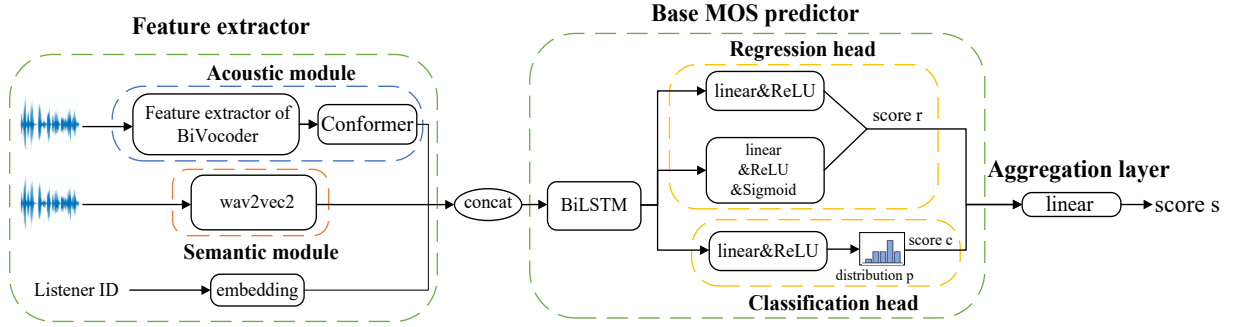 Feature extractor
Acoustic module
Feature extractor of
BiVocoder
Conformer
wav2vec2
Semantic module
Listener ID
embedding
concat
Base MOS predictor
BiLSTM
Regression head
linear&ReLU
linear
&ReLU
&Sigmoid
score r
linear&ReLU
distribution p
score c
Classification head
Aggregation layer
linear
score s